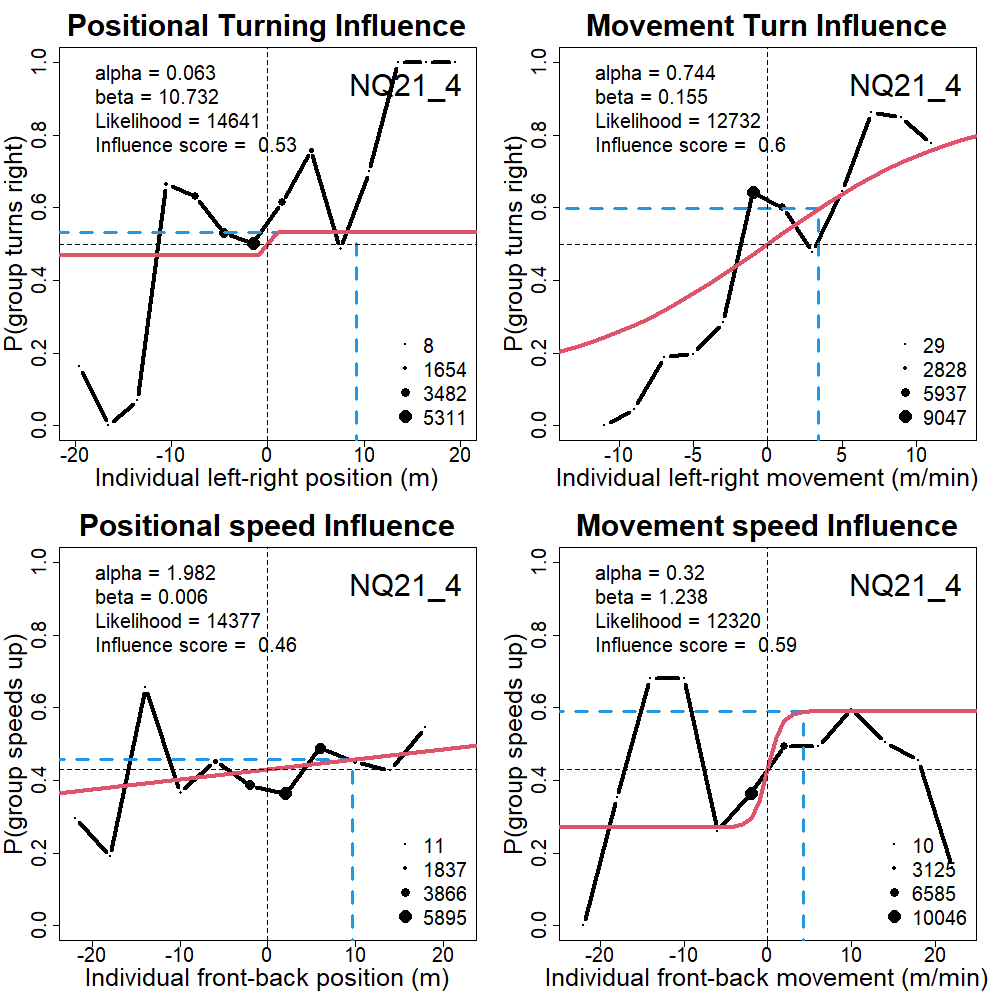 Positional Turning Influence
alpha = 0.063
beta = 10.732
Likelihood = 14641
Influence score = 0.53
NQ21_4
P(group turns right)
0.0 0.2 0.4 0.6 0.8 1.0
8
1654
3482
5311
-20 -10 0 10 20
Individual left-right position (m)
Movement Turn Influence
alpha = 0.744
beta = 0.155
Likelihood = 12732
Influence score = 0.6
NQ21_4
P(group turns right)
0.0 0.2 0.4 0.6 0.8 1.0
29
2828
5937
9047
-10 -5 0 5 10
Individual left-right movement (m/min)
Positional speed Influence
alpha = 1.982
beta = 0.006
Likelihood = 14377
Influence score = 0.46
NQ21_4
P(group speeds up)
0.0 0.2 0.4 0.6 0.8 1.0
11
1837
3866
5895
-20 -10 0 10 20
Individual front-back position (m)
Movement speed Influence
alpha = 0.32
beta = 1.238
Likelihood = 12320
Influence score = 0.59
NQ21_4
P(group speeds up)
0.0 0.2 0.4 0.6 0.8 1.0
10
3125
6585
10046
-20 -10 0 10 20
Individual front-back movement (m/min)